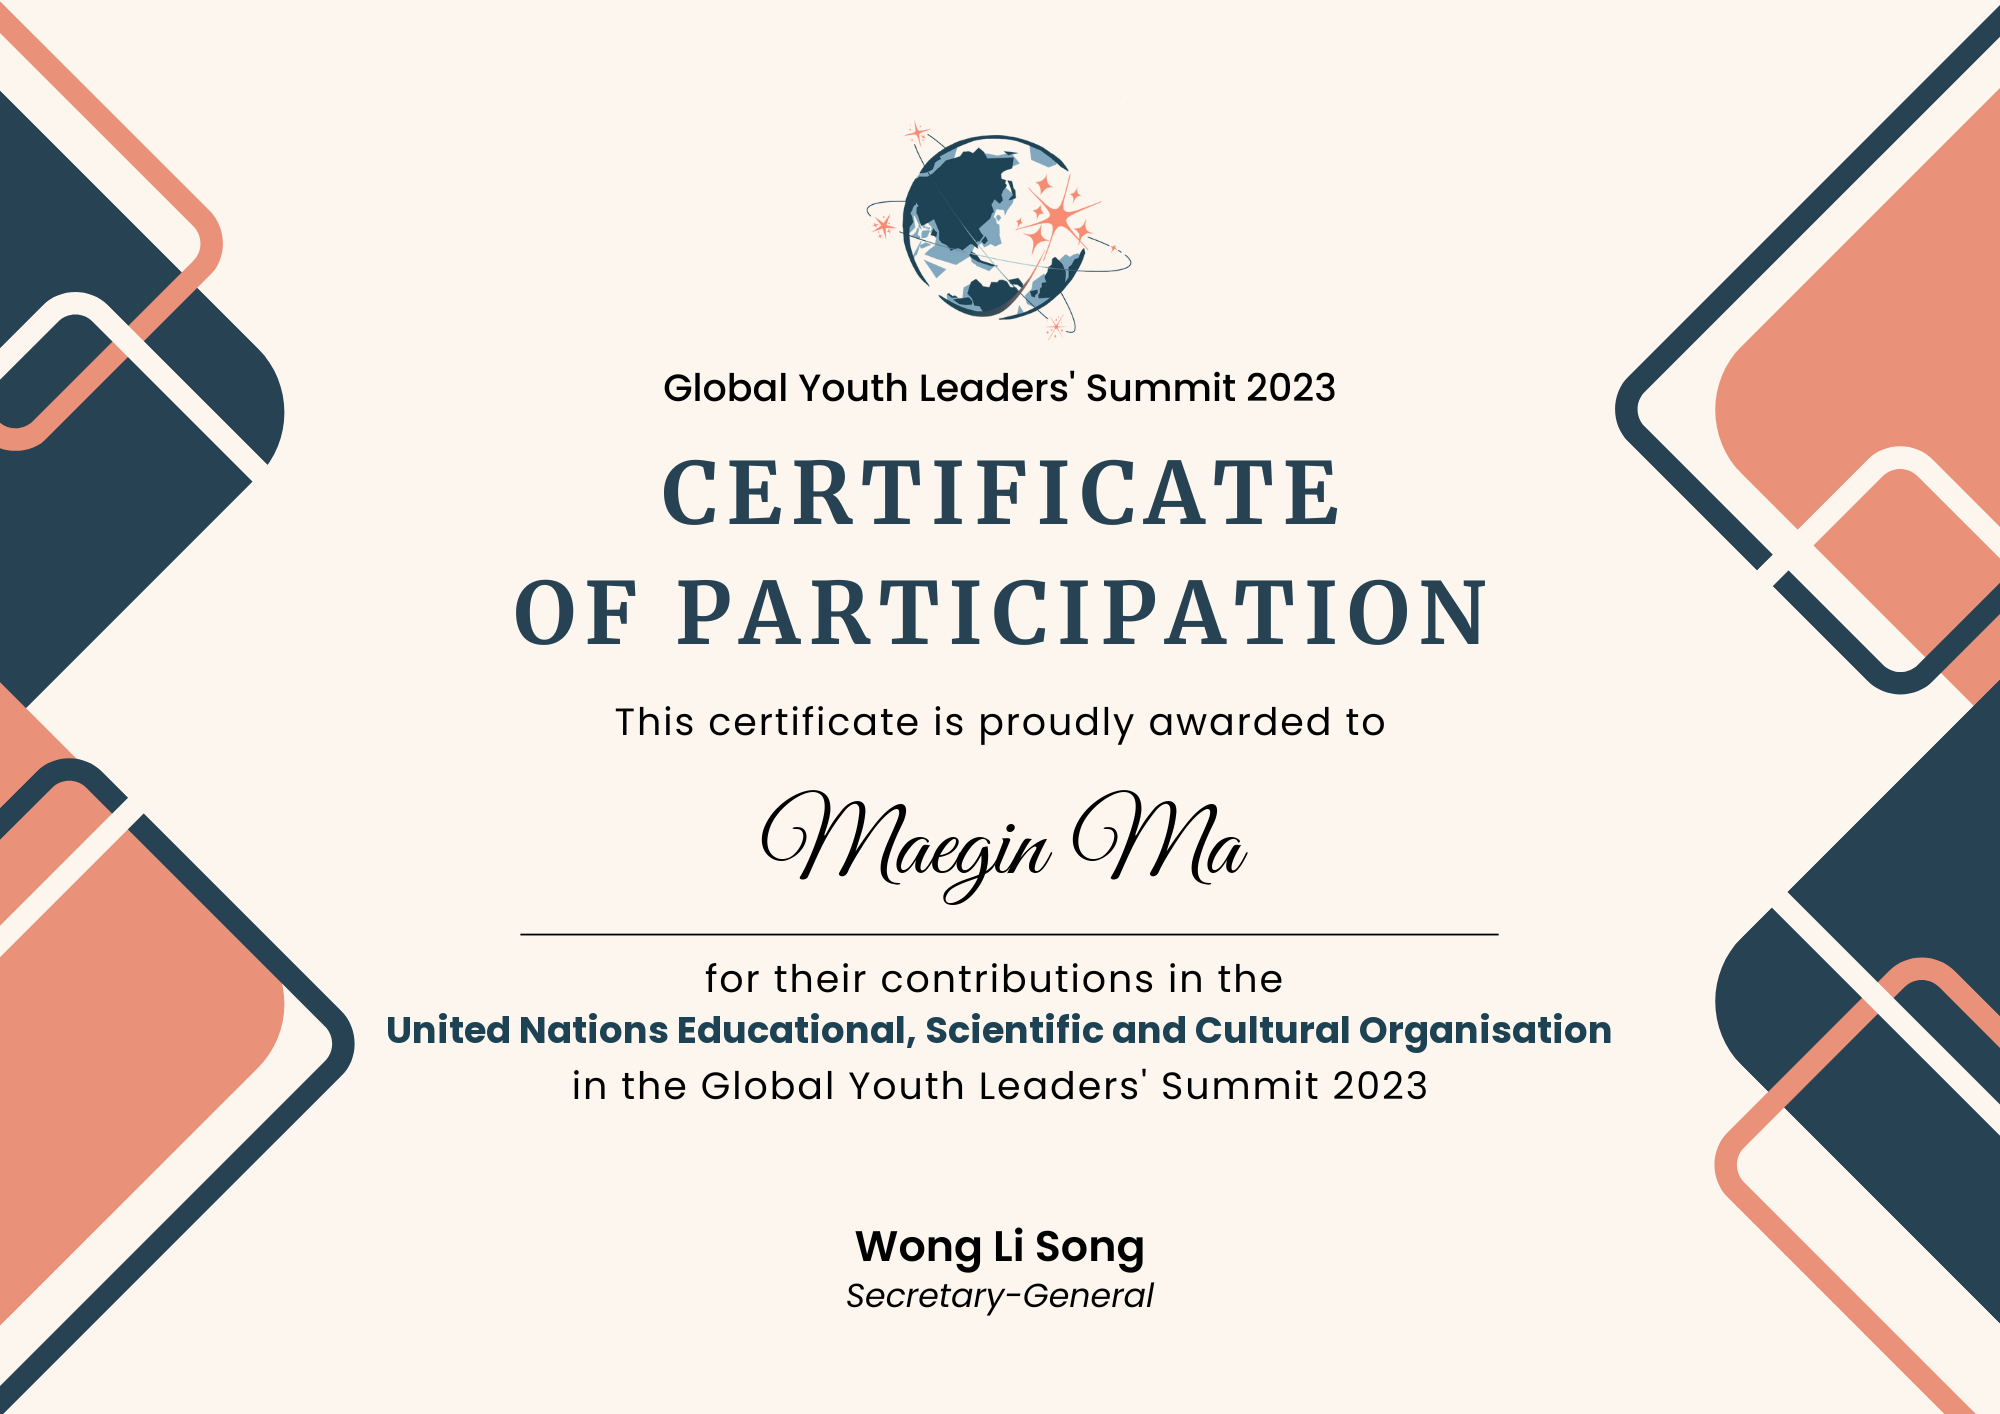 Global Youth Leaders' Summit 2023
CERTIFICATE
OF PARTICIPATION
This certificate is proudly awarded to
Maegin Ma
for their contributions in the
United Nations Educational, Scientific and Cultural Organisation
in the Global Youth Leaders' Summit 2023
Wong Li Song
Secretary-General